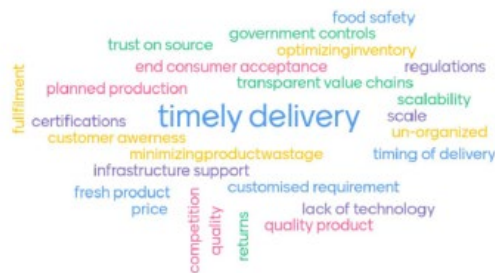 food safety
government controls
trust on source
optimizinginventory
end consumer acceptance
regulations
fullfilment
planned production
transparent value chains
scalability
certifications
timely delivery
scale
un-organized
customer awerness
minimizingproductwastage
timing of delivery
infrastructure support
fresh product
customised requirement
price
competition
quality
returns
lack of technology
quality product